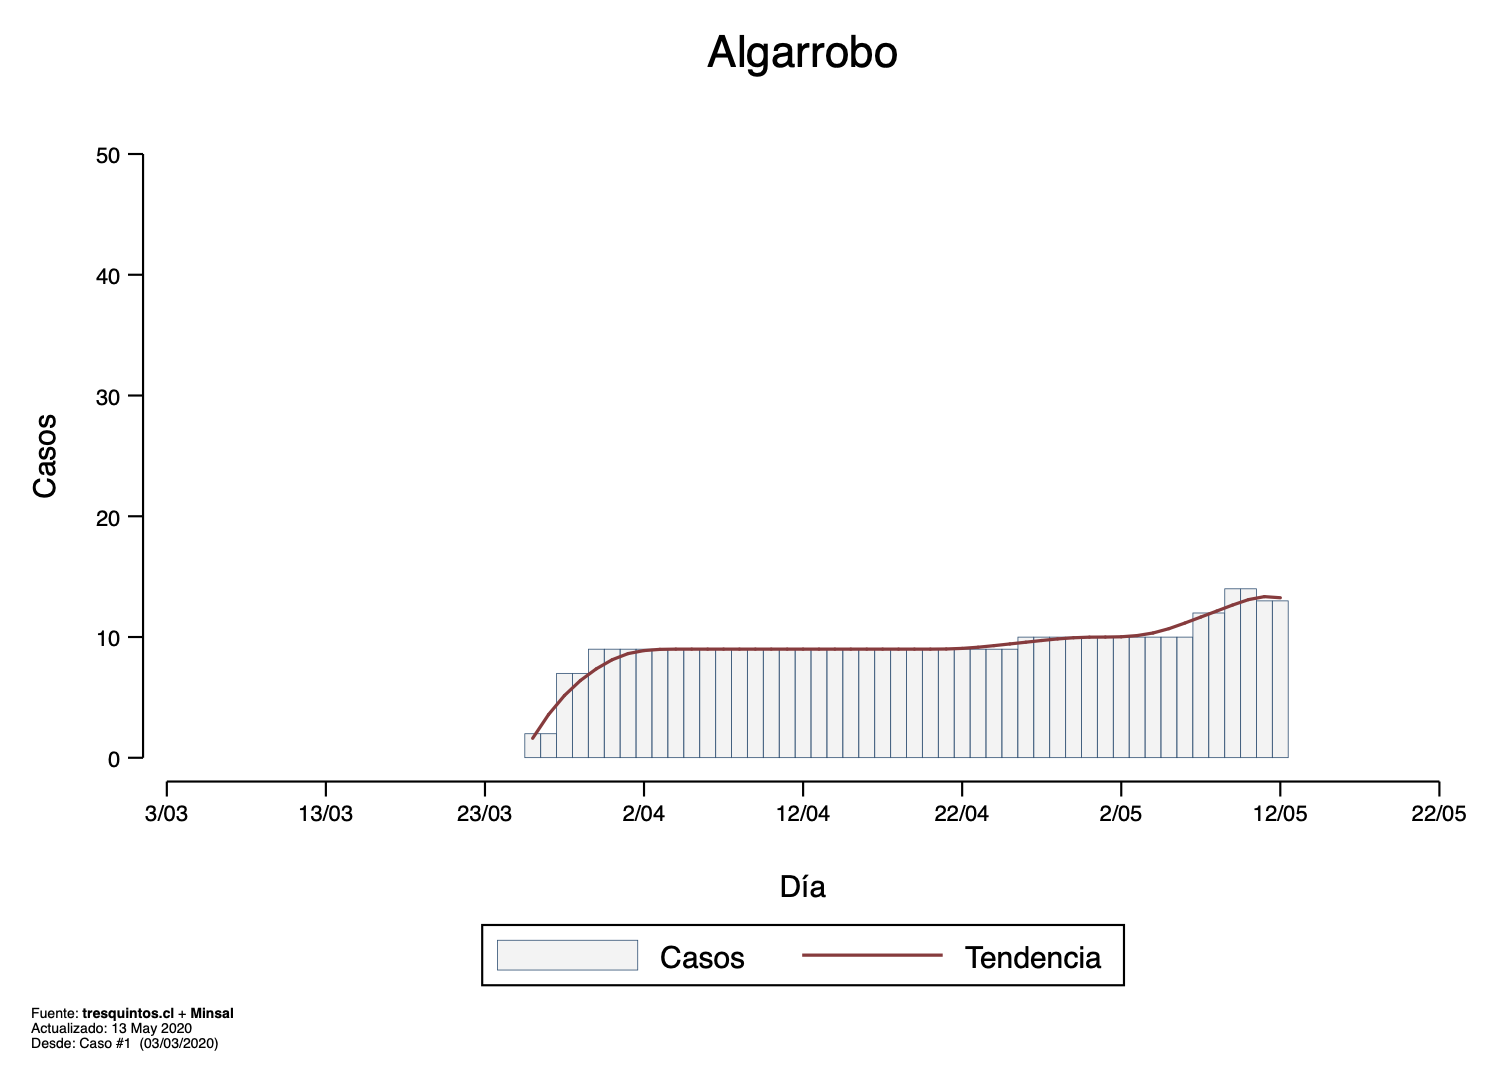 Algarrobo
50
40
30
20
10
0
Casos
3/03 13/03 23/03 2/04 12/04 22/04 2/05 12/05 22/05
Día
Casos Tendencia
Fuente: tresquintos.cl + Minsal
Actualizado: 13 May 2020
Desde: Caso #1 (03/03/2020)